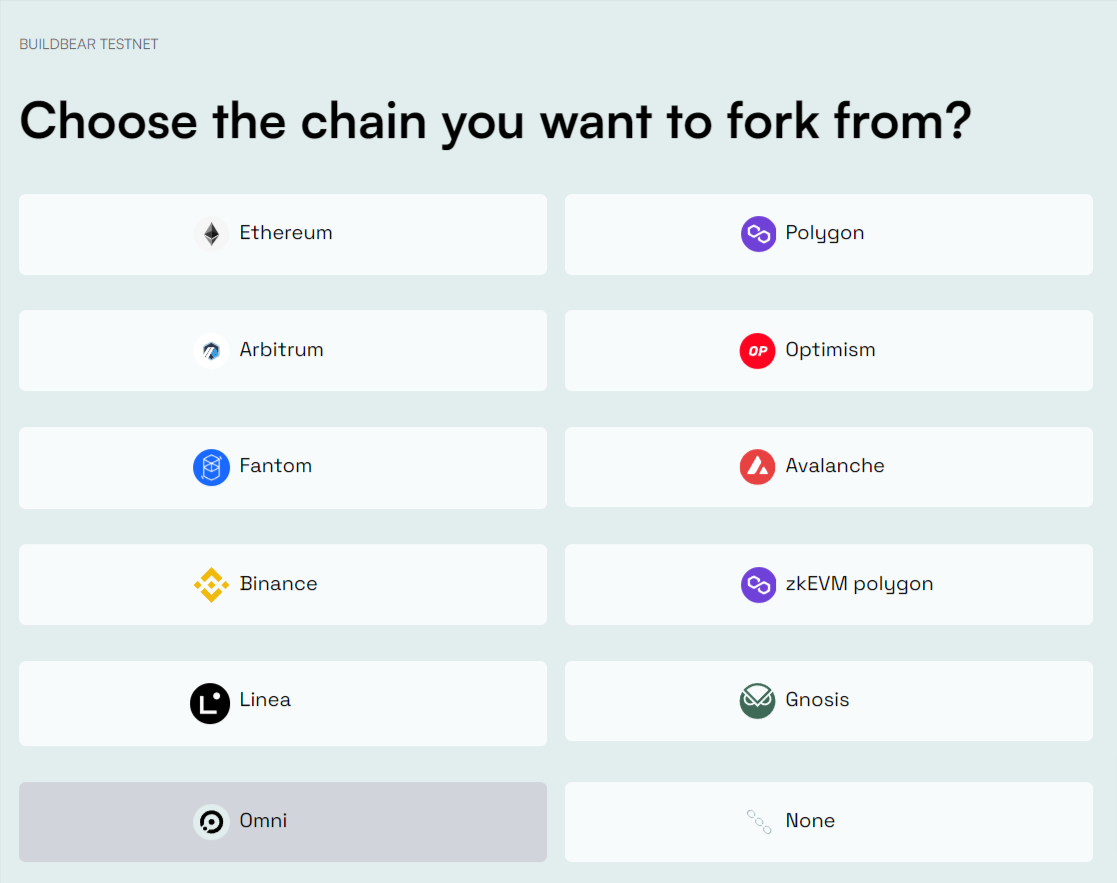 BUILDBEAR TESTNET
Choose the chain you want to fork from?
Ethereum
Polygon
Arbitrum
OP
Optimism
Fantom
Avalanche
Binance
zkEVM polygon
L
Linea
Gnosis
Omni
None